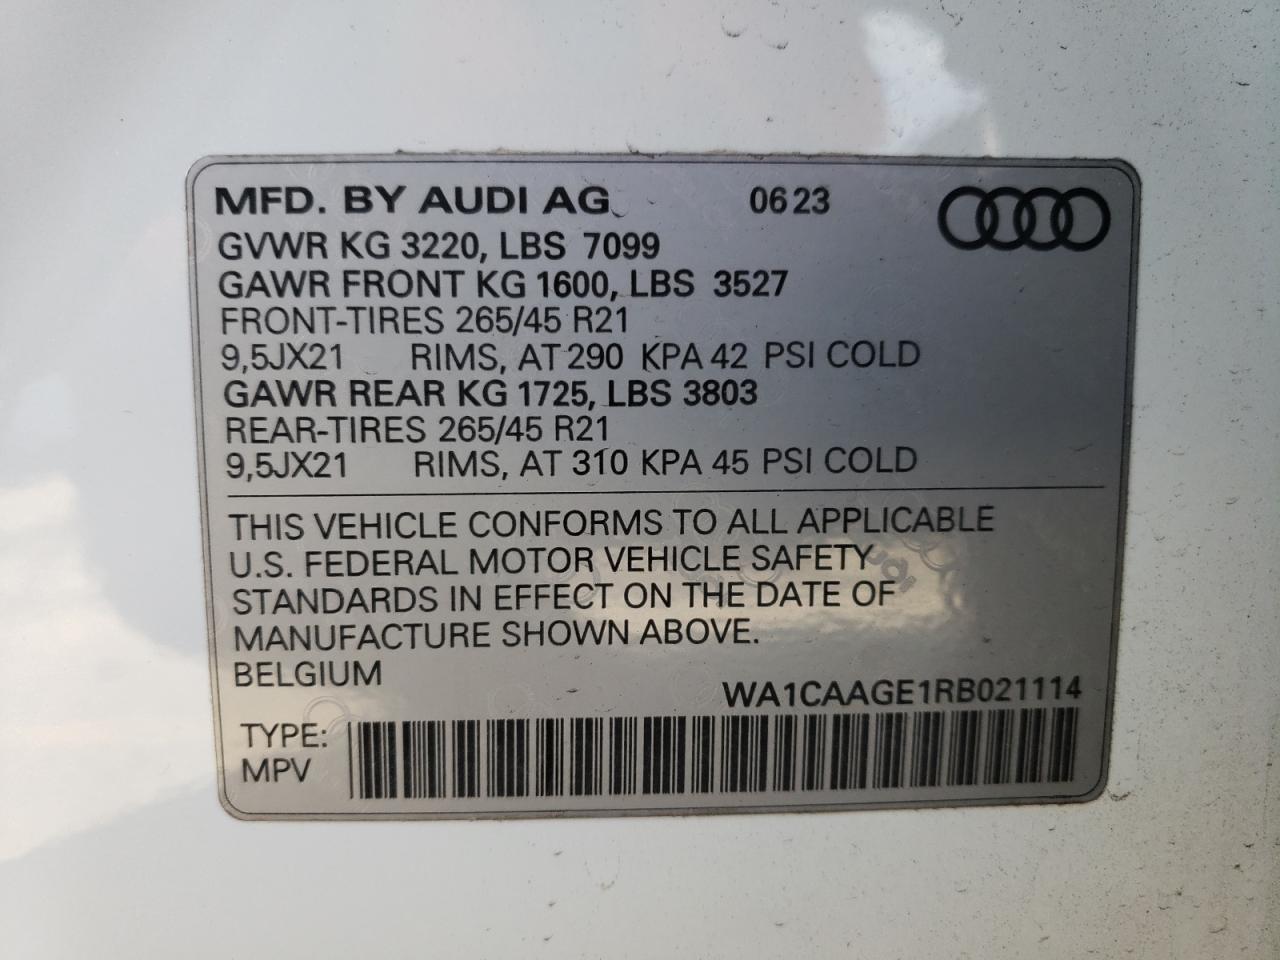 MFD. BY AUDI AG 0623
GVWR KG 3220, LBS 7099
GAWR FRONT KG 1600, LBS 3527
FRONT-TIRES 265/45 R21
9,5JX21 RIMS, AT 290 KPA 42 PSI COLD
GAWR REAR KG 1725, LBS 3803
REAR-TIRES 265/45 R21
9,5JX21 RIMS, AT 310 KPA 45 PSI COLD
THIS VEHICLE CONFORMS TO ALL APPLICABLE
U.S. FEDERAL MOTOR VEHICLE SAFETY
STANDARDS IN EFFECT ON THE DATE OF
MANUFACTURE SHOWN ABOVE.
BELGIUM
WA1CAAGE1RB021114
TYPE:
MPV